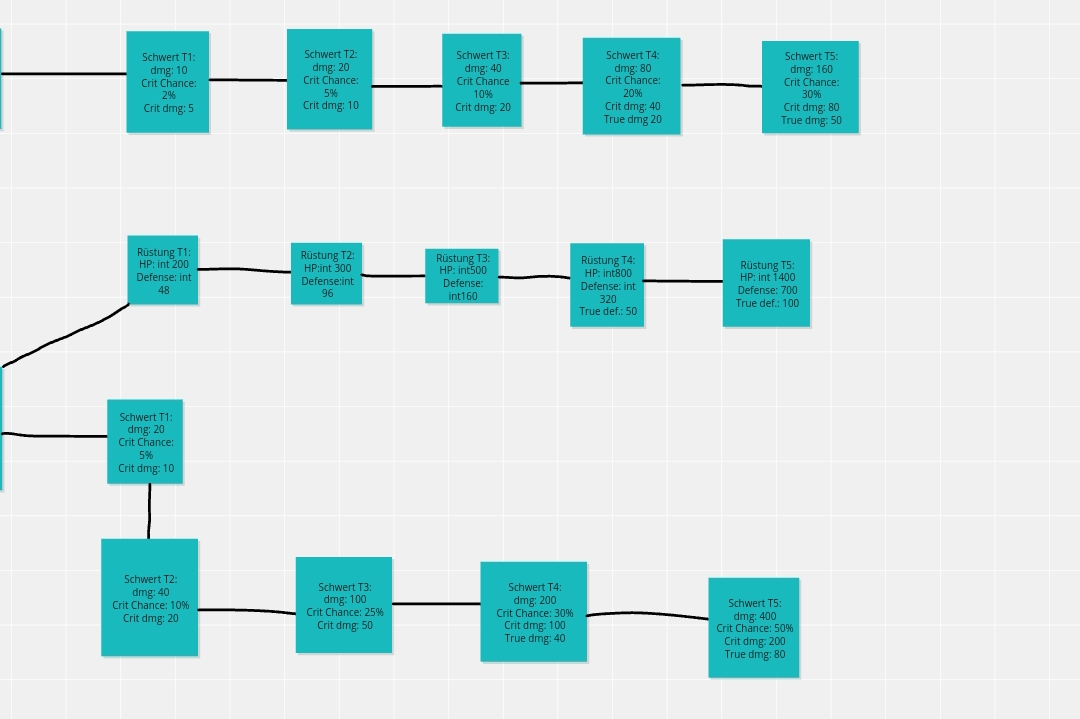 Schwert T1:
dmg: 10
Crit Chance:
2%
Crit dmg: 5
Schwert T2:
dmg: 20
Crit Chance:
5%
Crit dmg: 10
Schwert T3:
dmg: 40
Crit Chance
10%
Crit dmg: 20
Schwert T4:
dmg: 80
Crit Chance:
20%
Crit dmg: 40
True dmg 20
Schwert T5:
dmg: 160
Crit Chance:
30%
Crit dmg: 80
True dmg: 50
Rüstung T1:
HP: int 200
Defense: int
48
Rüstung T2:
HP:int 300
Defense:int
96
Rüstung T3:
HP: int500
Defense:
int160
Rüstung T4:
HP: int800
Defense: int
320
True def.: 50
Rüstung T5:
HP: int 1400
Defense: 700
True def.: 100
Schwert T1:
dmg: 20
Crit Chance:
5%
Crit dmg: 10
Schwert T2:
dmg: 40
Crit Chance: 10%
Crit dmg: 20
Schwert T3:
dmg: 100
Crit Chance: 25%
Crit dmg: 50
Schwert T4:
dmg: 200
Crit Chance: 30%
Crit dmg: 100
True dmg: 40
Schwert T5:
dmg: 400
Crit Chance: 50%
Crit dmg: 200
True dmg: 80